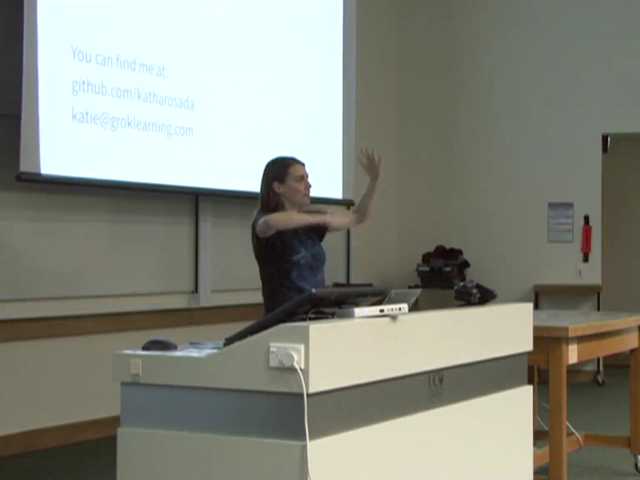 You can find me at:
github.com/katharosada
katie@groklearning.com